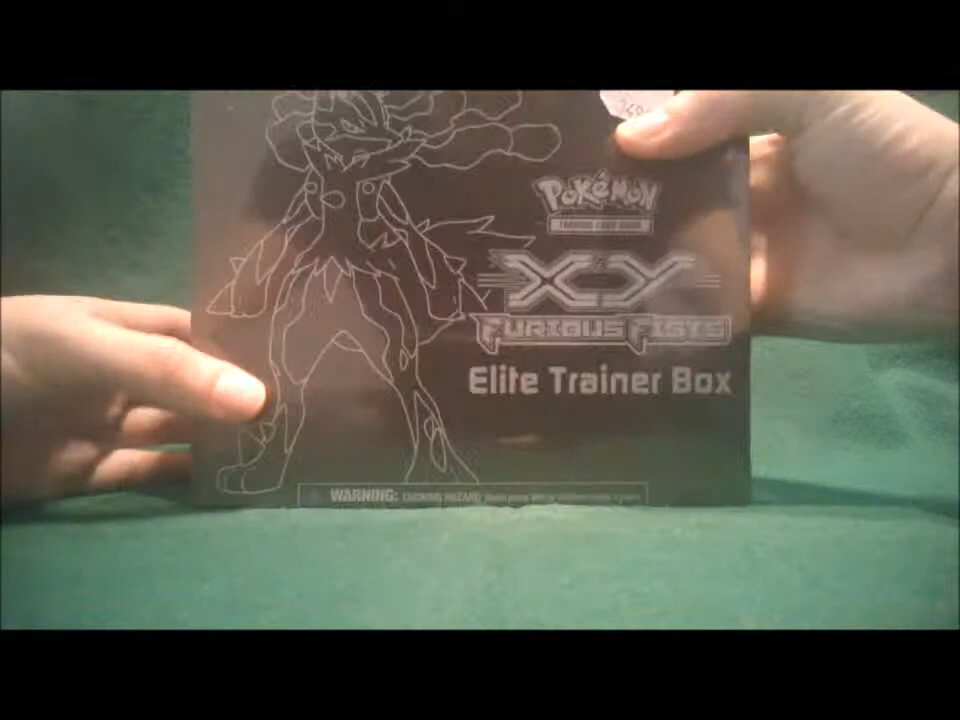 POKéMON
TRADING CARD GAME
XY
FURIOUS FISTS
Elite Trainer Box
WARNING: CHOKING HAZARD